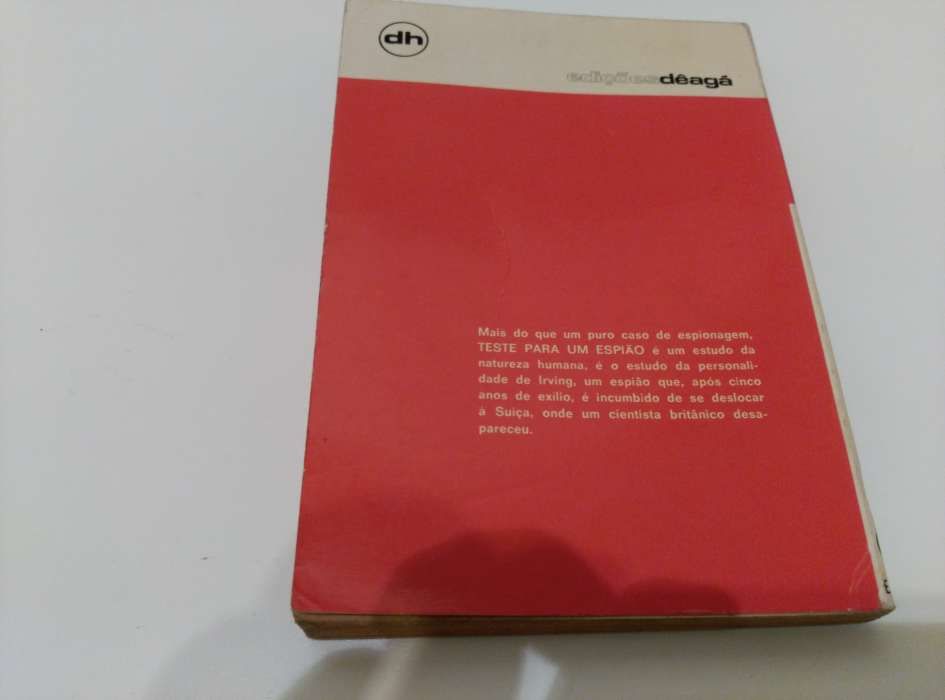 dh
edições dêagá
Mais do que um puro caso de espionagem,
TESTE PARA UM ESPIÃO é um estudo da
natureza humana, é o estudo da personali-
dade de Irving, um espião que, após cinco
anos de exílio, é incumbido de se deslocar
à Suiça, onde um cientista britânico desa-
pareceu.